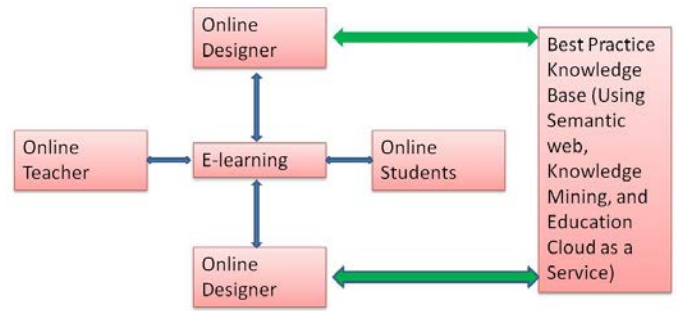 Online
Designer
Best Practice
Knowledge
Base (Using
Semantic
web,
Knowledge
Mining, and
Education
Cloud as a
Service)
Online
Teacher
E-learning
Online
Students
Online
Designer